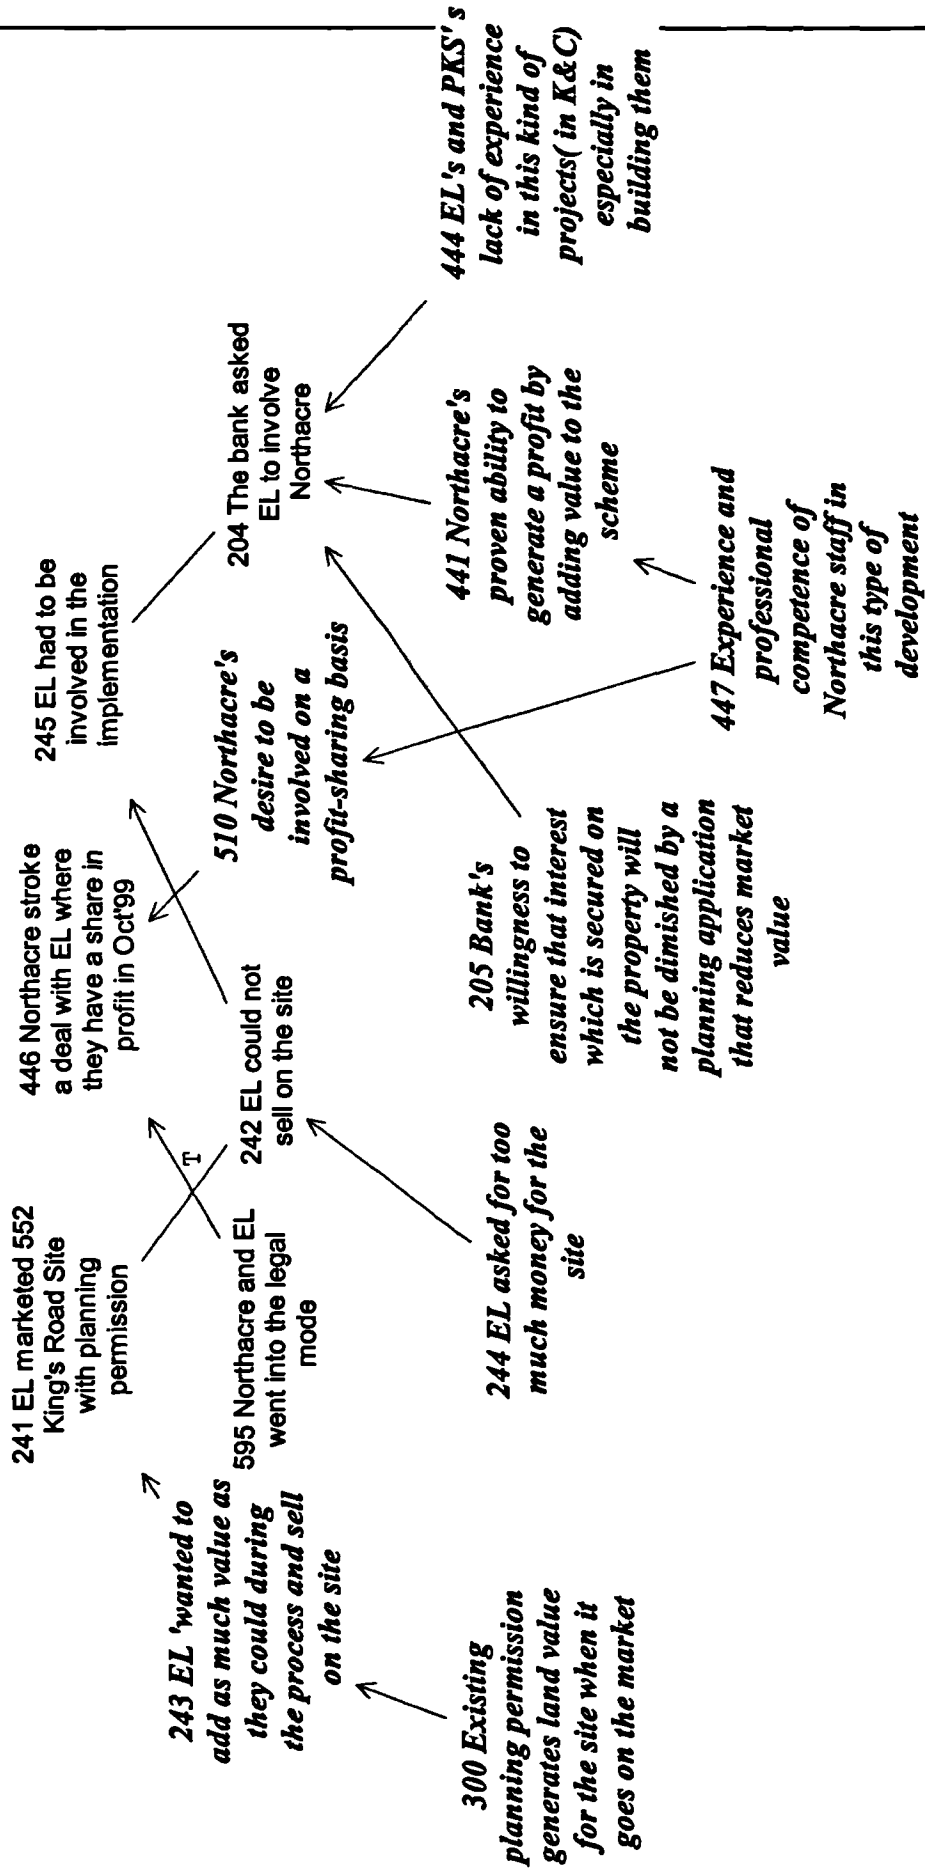 241 EL marketed 552
King's Road Site
with planning
permission
446 Northacre stroke
a deal with EL where
they have a share in
profit in Oct'99
245 EL had to be
involved in the
implementation
243 EL 'wanted to
add as much value as
they could during
the process and sell
on the site
595 Northacre and EL
went into the legal
mode
T
242 EL could not
sell on the site
510 Northacre's
desire to be
involved on a
profit-sharing basis
204 The bank asked
EL to involve
Northacre
300 Existing
planning permission
generates land value
for the site when it
goes on the market
244 EL asked for too
much money for the
site
205 Bank's
willingness to
ensure that interest
which is secured on
the property will
not be dimished by a
planning application
that reduces market
value
441 Northacre's
proven ability to
generate a profit by
adding value to the
scheme
444 EL's and PKS's
lack of experience
in this kind of
projects( in K&C)
especially in
building them
447 Experience and
professional
competence of
Northacre staff in
this type of
development